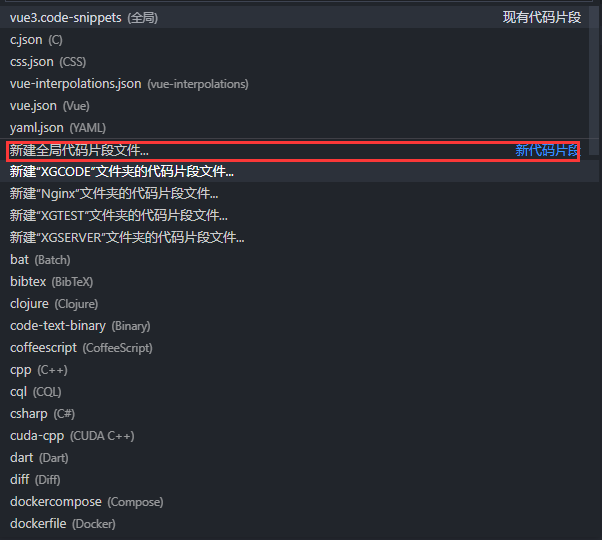 vue3.code-snippets (全局) 现有代码片段
c.json (C)
css.json (CSS)
vue-interpolations.json (vue-interpolations)
vue.json (Vue)
yaml.json (YAML)
新建全局代码片段文件... 新代码片段
新建“XGCODE”文件夹的代码片段文件...
新建“Nginx”文件夹的代码片段文件...
新建“XGTEST”文件夹的代码片段文件...
新建“XGSERVER”文件夹的代码片段文件...
bat (Batch)
bibtex (BibTeX)
clojure (Clojure)
code-text-binary (Binary)
coffeescript (CoffeeScript)
cpp (C++)
cql (CQL)
csharp (C#)
cuda-cpp (CUDA C++)
dart (Dart)
diff (Diff)
dockercompose (Compose)
dockerfile (Docker)